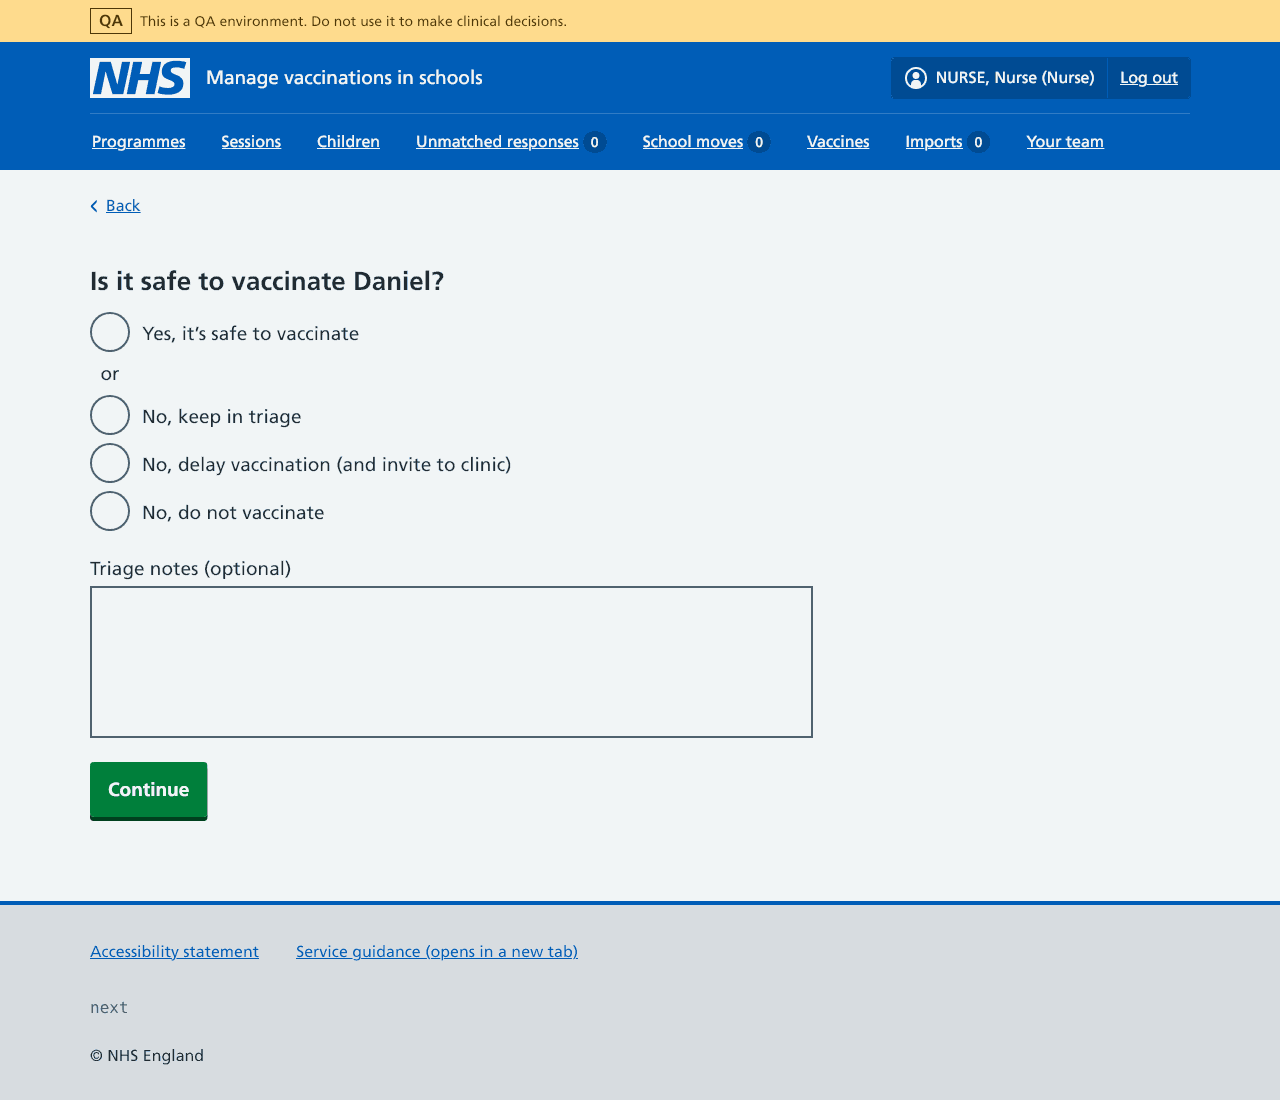 QA This is a QA environment. Do not use it to make clinical decisions.
NHS Manage vaccinations in schools NURSE, Nurse (Nurse) Log out
Programmes Sessions Children Unmatched responses 0 School moves 0 Vaccines Imports 0 Your team
Back
Is it safe to vaccinate Daniel?
Yes, it’s safe to vaccinate
or
No, keep in triage
No, delay vaccination (and invite to clinic)
No, do not vaccinate
Triage notes (optional)
Continue
Accessibility statement Service guidance (opens in a new tab)
next
© NHS England